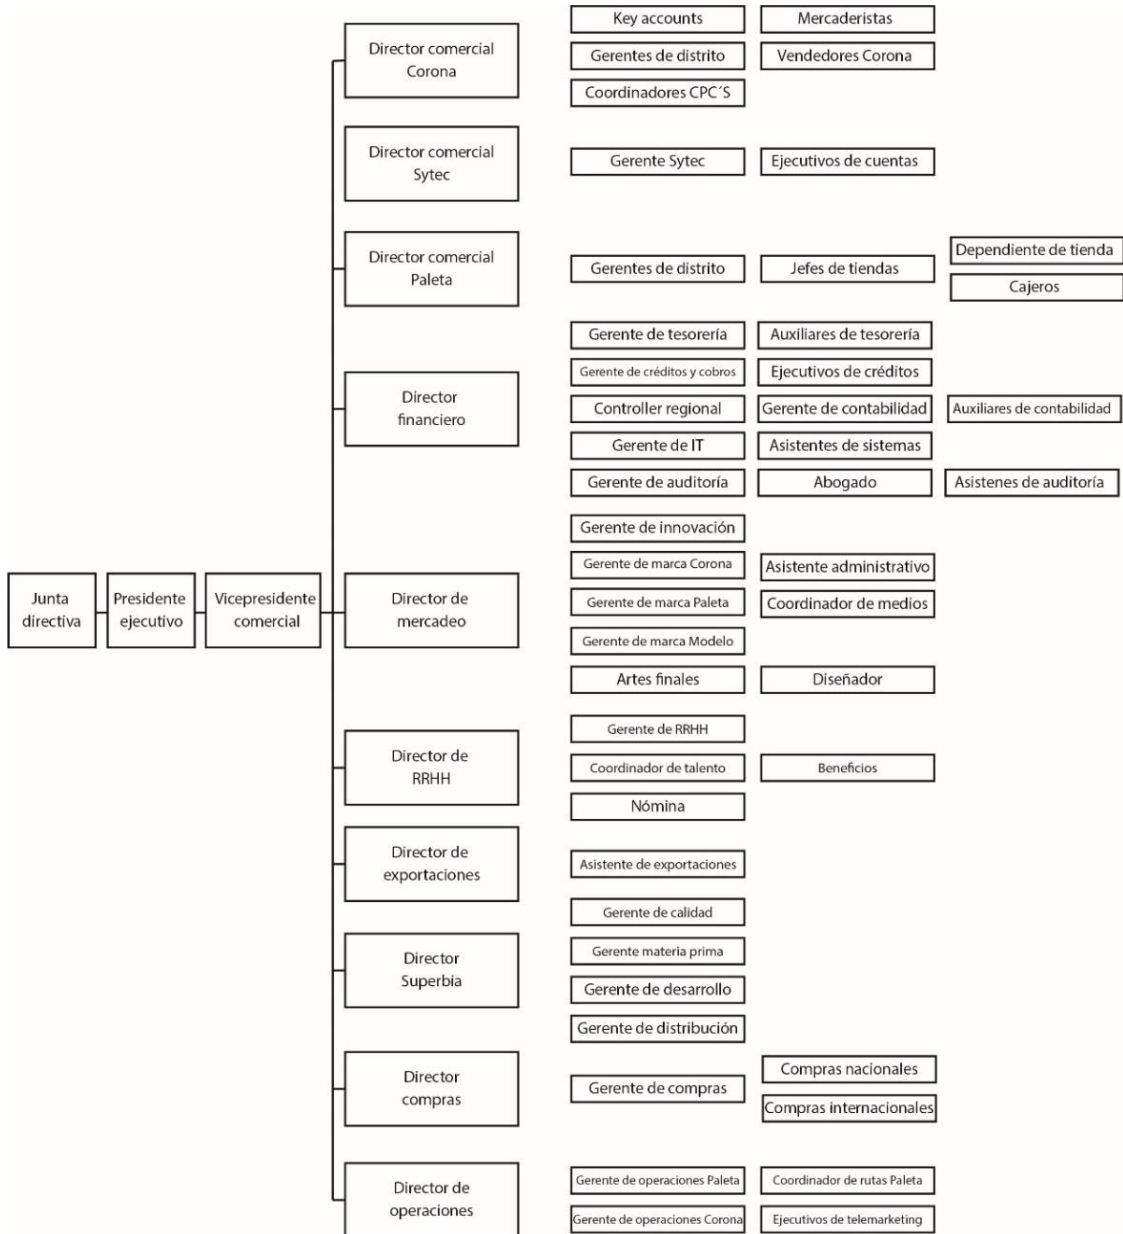 Key accounts
Mercaderistas
Director comercial
Corona
Gerentes de distrito
Vendedores Corona
Coordinadores CPC´S
Director comercial
Sytec
Gerente Sytec
Ejecutivos de cuentas
Director comercial
Paleta
Gerentes de distrito
Jefes de tiendas
Dependiente de tienda
Cajeros
Gerente de tesorería
Auxiliares de tesorería
Gerente de créditos y cobros
Ejecutivos de créditos
Director
financiero
Controller regional
Gerente de contabilidad
Auxiliares de contabilidad
Gerente de IT
Asistentes de sistemas
Gerente de auditoría
Abogado
Asistenes de auditoría
Gerente de innovación
Gerente de marca Corona
Asistente administrativo
Junta
directiva
Presidente
ejecutivo
Vicepresidente
comercial
Director de
mercadeo
Gerente de marca Paleta
Coordinador de medios
Gerente de marca Modelo
Artes finales
Diseñador
Gerente de RRHH
Director de
RRHH
Coordinador de talento
Beneficios
Nómina
Director de
exportaciones
Asistente de exportaciones
Gerente de calidad
Director
Superbia
Gerente materia prima
Gerente de desarrollo
Gerente de distribución
Director
compras
Gerente de compras
Compras nacionales
Compras internacionales
Director de
operaciones
Gerente de operaciones Paleta
Coordinador de rutas Paleta
Gerente de operaciones Corona
Ejecutivos de telemarketing